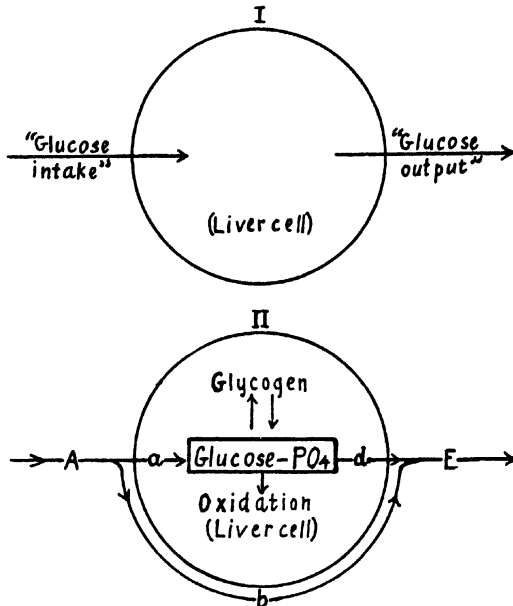 I
“Glucose
intake”
“Glucose
output”
(Liver cell)
II
Glycogen
A
a
Glucose-PO4
d
E
Oxidation
(Liver cell)
b